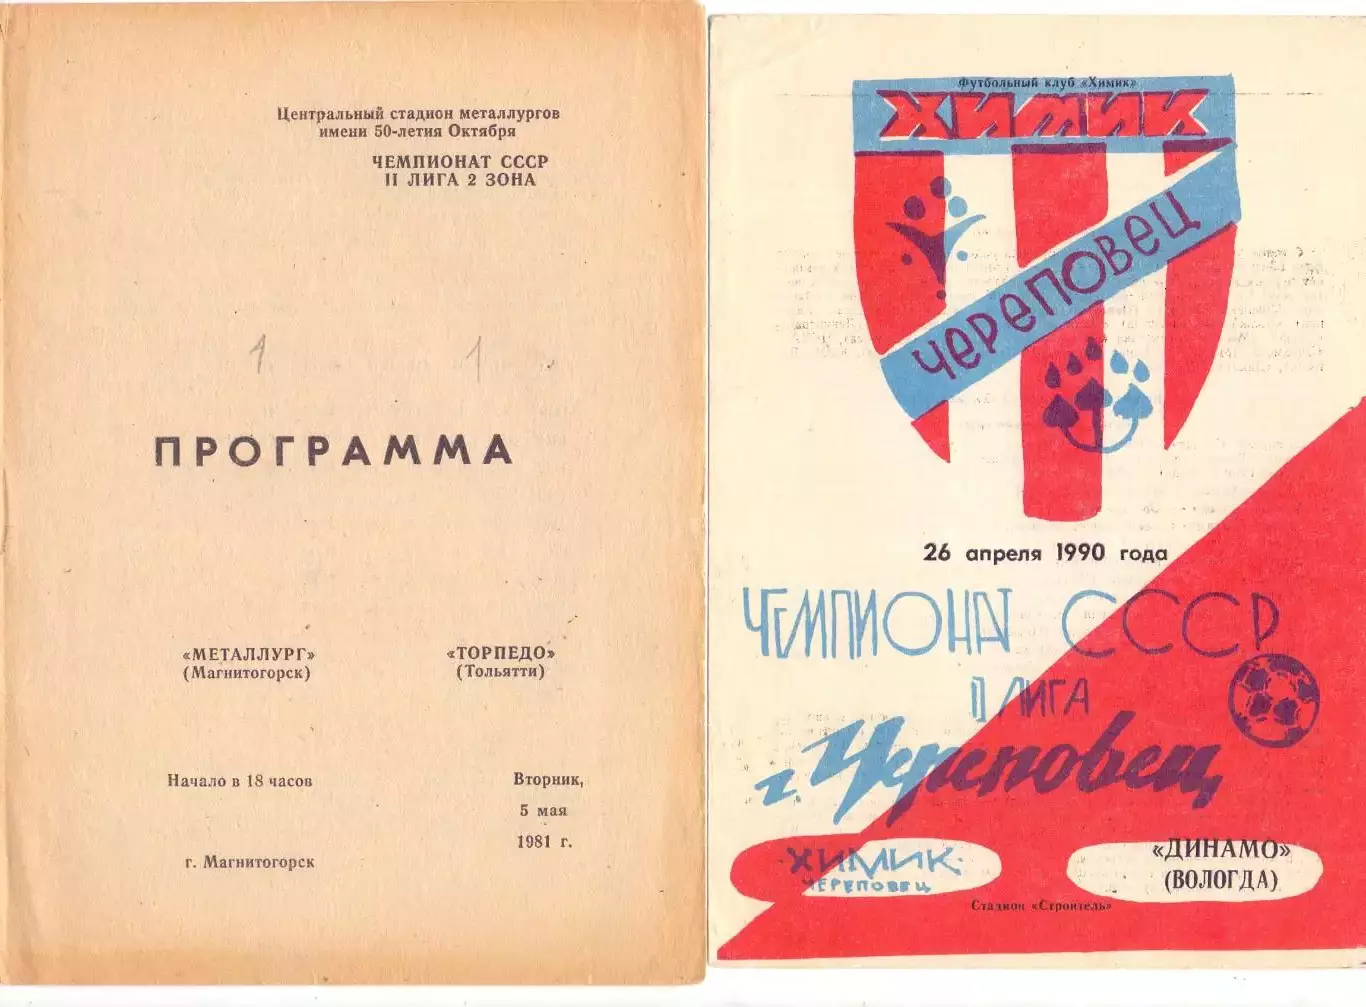 Центральный стадион металлургов
имени 50-летия Октября
ЧЕМПИОНАТ СССР
II ЛИГА 2 ЗОНА
1 1
ПРОГРАММА
«МЕТАЛЛУРГ» «ТОРПЕДО»
(Магнитогорск) (Тольятти)
Начало в 18 часов
Вторник,
5 мая
1981 г.
г. Магнитогорск
Футбольный клуб «Химик»
ХИМИК
ЧЕРЕПОВЕЦ
26 апреля 1990 года
ЧЕМПИОНАТ СССР
II ЛИГА
г. Череповец
ХИМИК
ЧЕРЕПОВЕЦ
«ДИНАМО»
(ВОЛОГДА)
Стадион «Строитель»